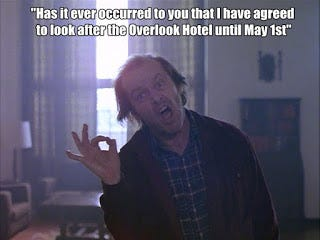 "Has it ever occurred to you that I have agreed
to look after the Overlook Hotel until May 1st"